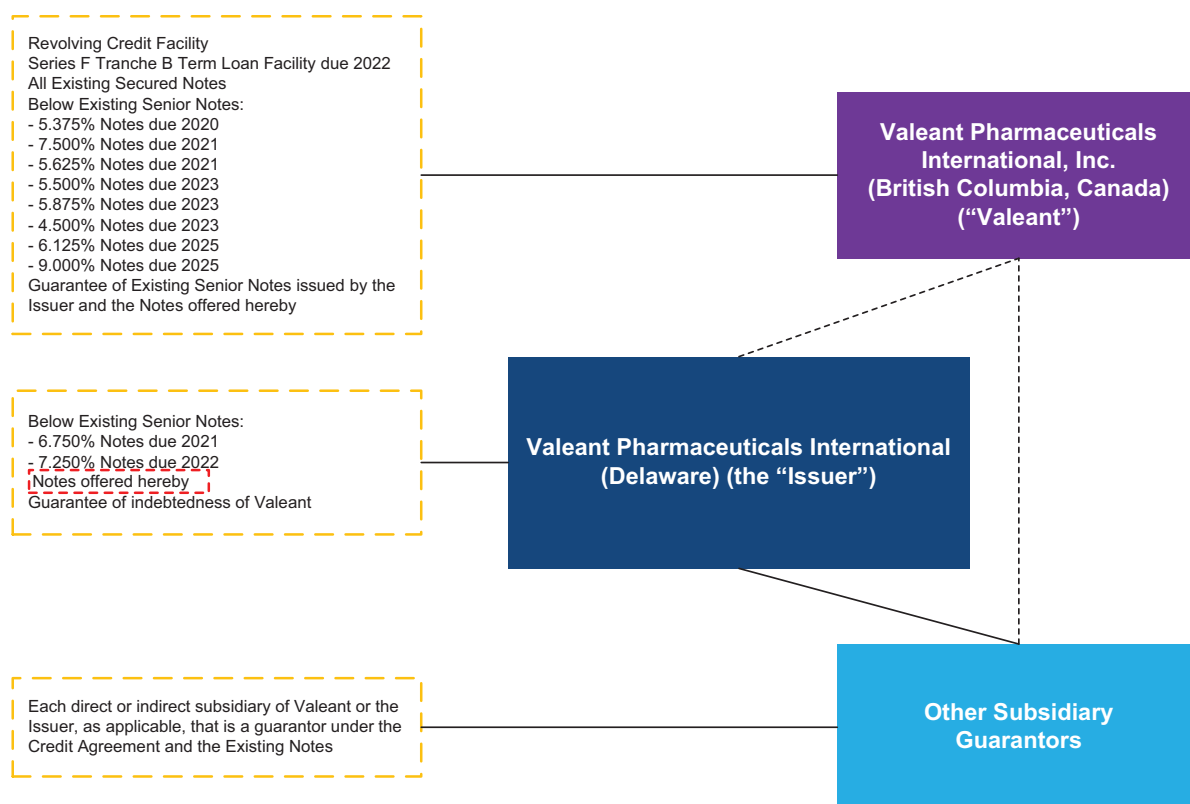 Revolving Credit Facility
Series F Tranche B Term Loan Facility due 2022
All Existing Secured Notes
Below Existing Senior Notes:
- 5.375% Notes due 2020
- 7.500% Notes due 2021
- 5.625% Notes due 2021
- 5.500% Notes due 2023
- 5.875% Notes due 2023
- 4.500% Notes due 2023
- 6.125% Notes due 2025
- 9.000% Notes due 2025
Guarantee of Existing Senior Notes issued by the
Issuer and the Notes offered hereby
Valeant Pharmaceuticals
International, Inc.
(British Columbia, Canada)
(“Valeant”)
Below Existing Senior Notes:
- 6.750% Notes due 2021
- 7.250% Notes due 2022
Notes offered hereby
Guarantee of indebtedness of Valeant
Valeant Pharmaceuticals International
(Delaware) (the “Issuer”)
Each direct or indirect subsidiary of Valeant or the
Issuer, as applicable, that is a guarantor under the
Credit Agreement and the Existing Notes
Other Subsidiary
Guarantors